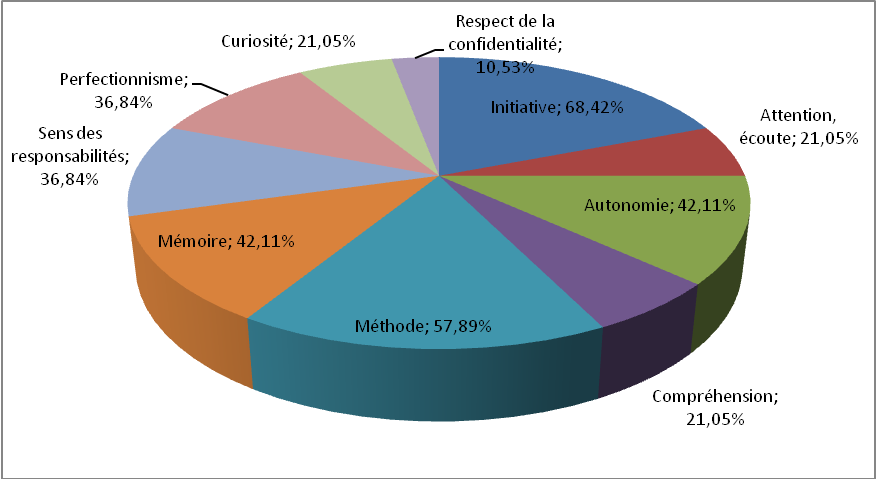 Respect de la
confidentialité;
10,53%
Curiosité; 21,05%
Perfectionnisme;
36,84%
Initiative; 68,42%
Attention,
écoute; 21,05%
Sens des
responsabilités;
36,84%
Autonomie; 42,11%
Mémoire; 42,11%
Méthode; 57,89%
Compréhension;
21,05%